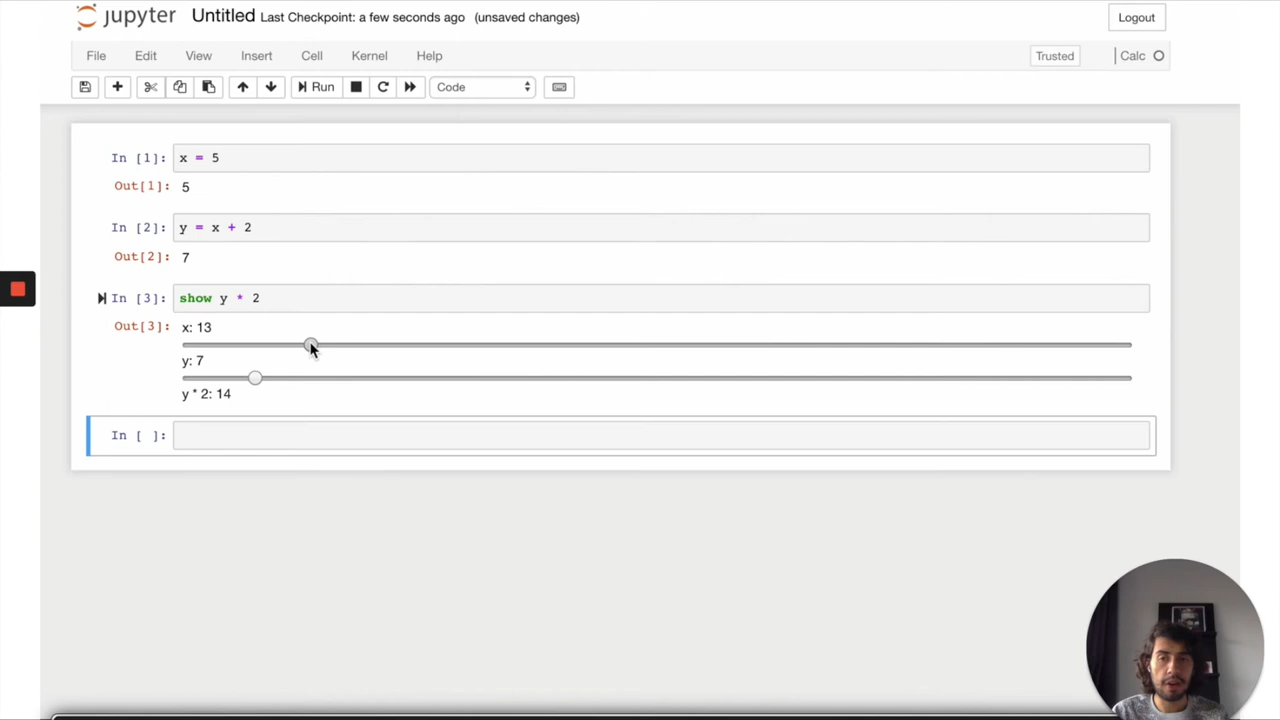 jupyter Untitled Last Checkpoint: a few seconds ago (unsaved changes) Logout
File Edit View Insert Cell Kernel Help Trusted Calc
Run Code
In [1]: x = 5
Out[1]: 5
In [2]: y = x + 2
Out[2]: 7
In [3]: show y * 2
Out[3]: x: 13
y: 7
y * 2: 14
In [ ]: